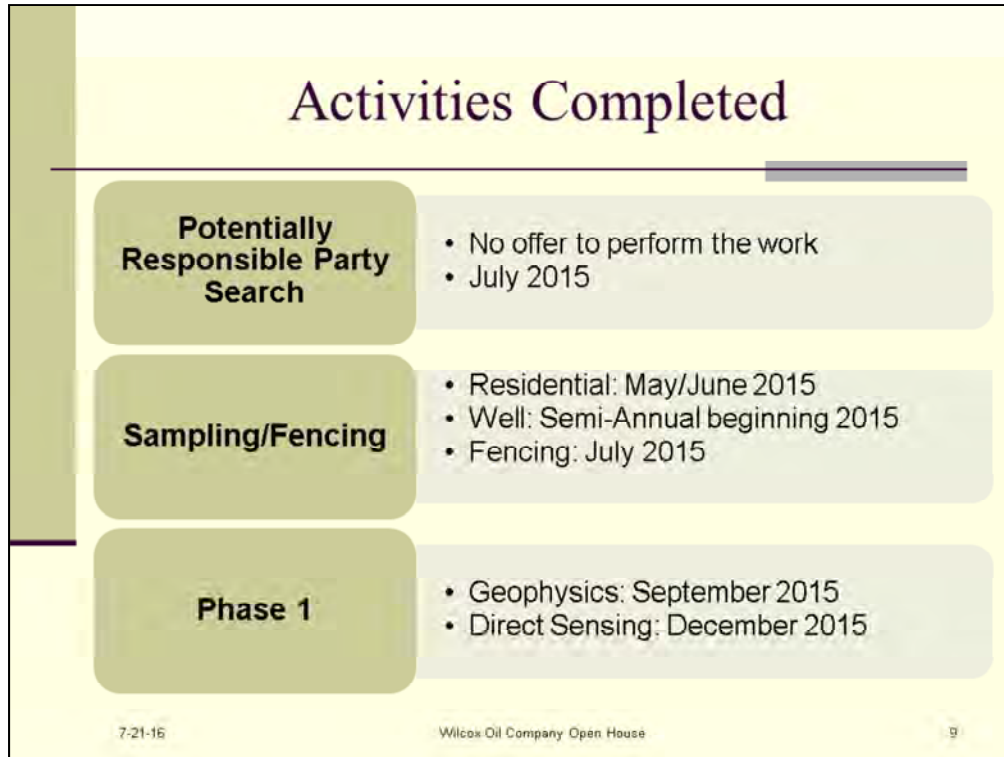 Activities Completed
Potentially
Responsible Party
Search
• No offer to perform the work
• July 2015
Sampling/Fencing
• Residential: May/June 2015
• Well: Semi-Annual beginning 2015
• Fencing: July 2015
Phase 1
• Geophysics: September 2015
• Direct Sensing: December 2015
7-21-16
Wilcox Oil Company Open House
9